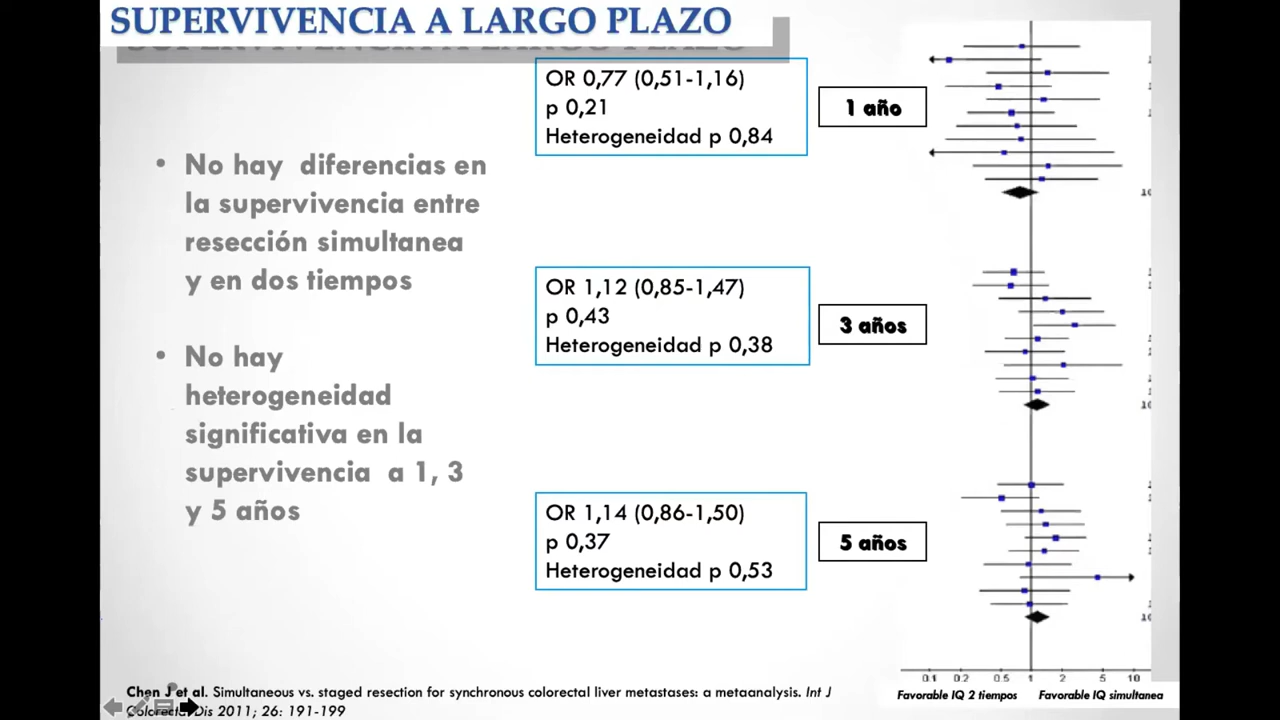 SUPERVIVENCIA A LARGO PLAZO
• No hay diferencias en
la supervivencia entre
resección simultanea
y en dos tiempos
• No hay
heterogeneidad
significativa en la
supervivencia a 1, 3
y 5 años
OR 0,77 (0,51-1,16)
p 0,21
Heterogeneidad p 0,84
1 año
OR 1,12 (0,85-1,47)
p 0,43
Heterogeneidad p 0,38
3 años
OR 1,14 (0,86-1,50)
p 0,37
Heterogeneidad p 0,53
5 años
0.1 0.2 0.5 1 2 5 10
Favorable IQ 2 tiempos Favorable IQ simultanea
Chen J et al. Simultaneous vs. staged resection for synchronous colorectal liver metastases: a metaanalysis. Int J
Colorectal Dis 2011; 26: 191-199